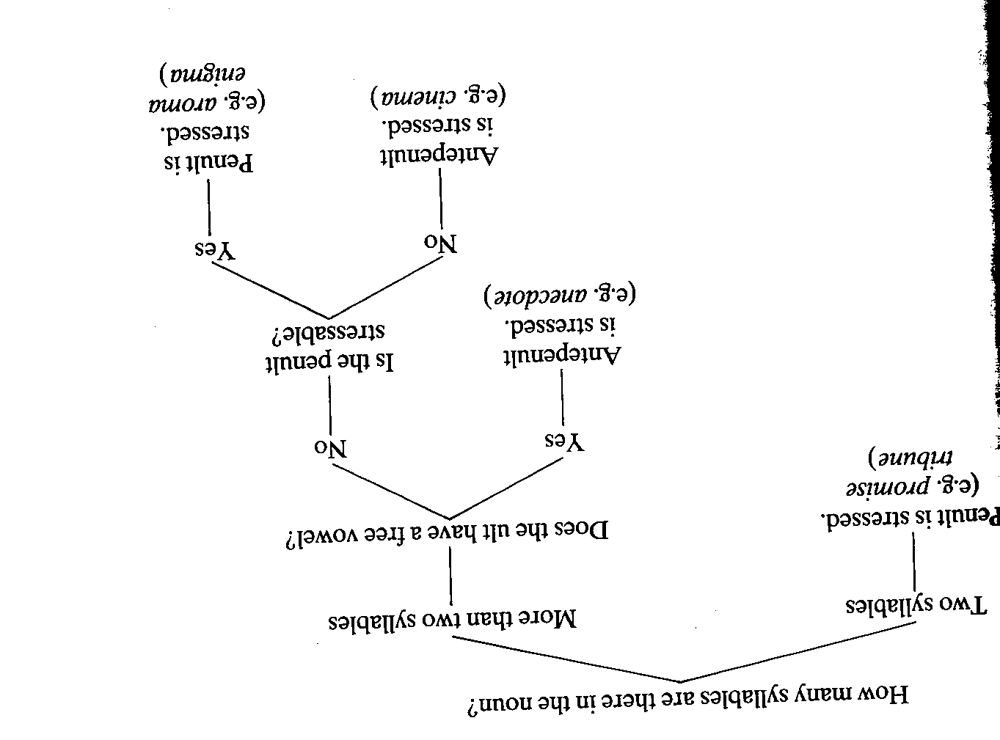 How many syllables are there in the noun?
Two syllables
More than two syllables
Penult is stressed.
(e.g. promise
tribune)
Does the ult have a free vowel?
Yes
No
Antepenult
is stressed.
(e.g. anecdote)
Is the penult
stressable?
No
Yes
Antepenult
is stressed.
(e.g. cinema)
Penult is
stressed.
(e.g. aroma
enigma)